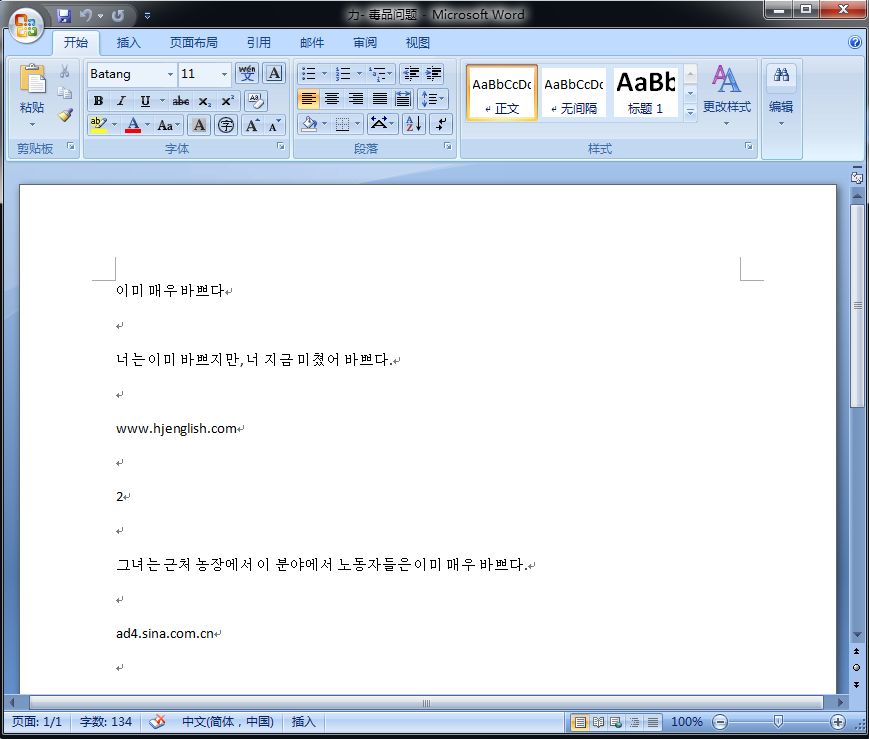 力- 毒品问题 - Microsoft Word
开始 插入 页面布局 引用 邮件 审阅 视图
粘贴
剪贴板
Batang 11
wén A
B I U abe x₂ x²
ab A Aa A 字 A A
字体
A Z
段落
AaBbCcDc AaBbCcDc AaBb
正文 无间隔 标题 1
更改样式
样式
编辑
이미 매우 바쁘다
너는 이미 바쁘지만, 너 지금 미쳤어 바쁘다.
www.hjenglish.com
2
그녀는 근처 농장에서 이 분야에서 노동자들은 이미 매우 바쁘다.
ad4.sina.com.cn
页面: 1/1 字数: 134 中文(简体，中国) 插入 100%